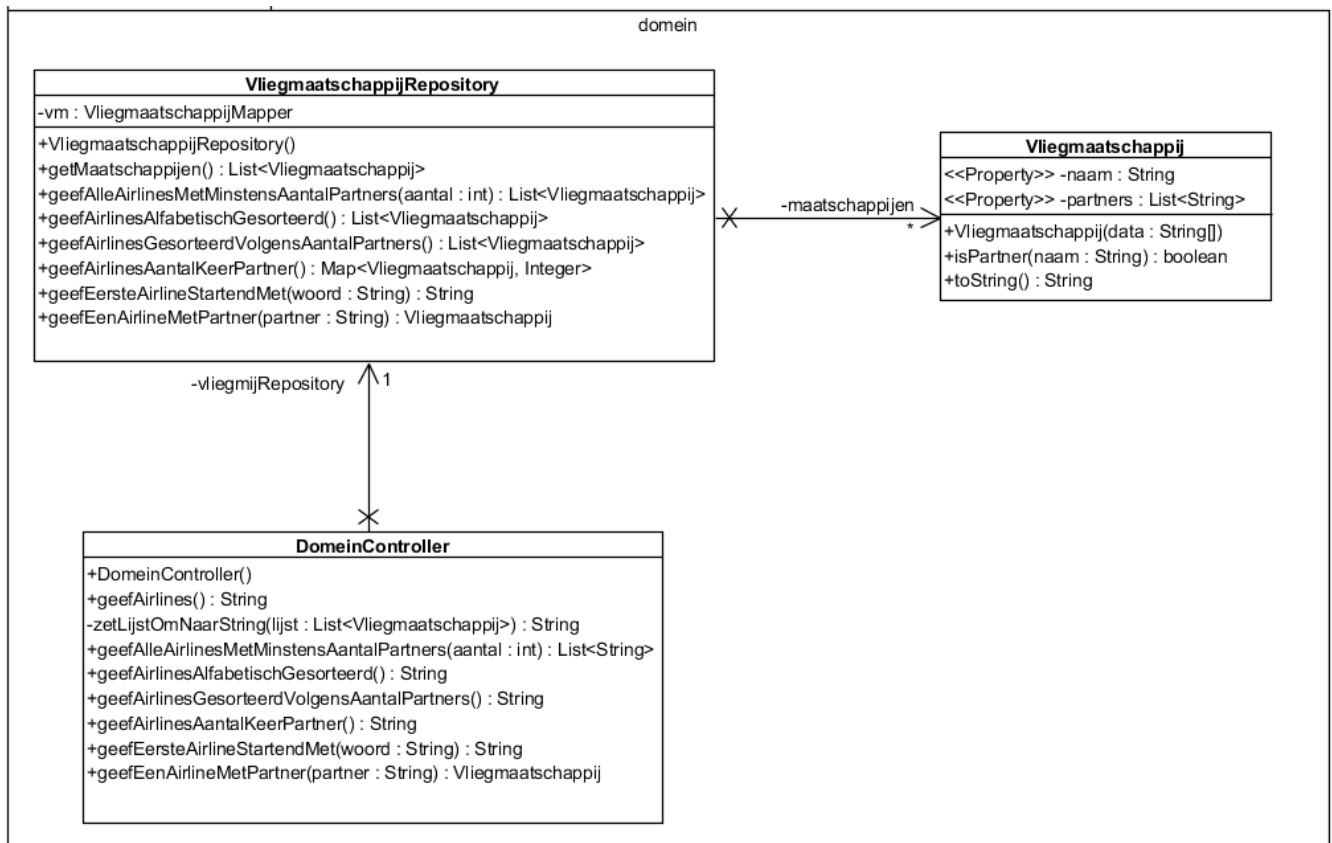 domein
VliegmaatschappijRepository
-vm : VliegmaatschappijMapper
+VliegmaatschappijRepository()
+getMaatschappijen() : List<Vliegmaatschappij>
+geefAlleAirlinesMetMinstensAantalPartners(aantal : int) : List<Vliegmaatschappij>
+geefAirlinesAlfabetischGesorteerd() : List<Vliegmaatschappij>
+geefAirlinesGesorteerdVolgensAantalPartners() : List<Vliegmaatschappij>
+geefAirlinesAantalKeerPartner() : Map<Vliegmaatschappij, Integer>
+geefEersteAirlineStartendMet(woord : String) : String
+geefEenAirlineMetPartner(partner : String) : Vliegmaatschappij
-maatschappijen
*
Vliegmaatschappij
<<Property>> -naam : String
<<Property>> -partners : List<String>
+Vliegmaatschappij(data : String[])
+isPartner(naam : String) : boolean
+toString() : String
-vliegmijRepository
1
DomeinController
+DomeinController()
+geefAirlines() : String
-zetLijstOmNaarString(lijst : List<Vliegmaatschappij>) : String
+geefAlleAirlinesMetMinstensAantalPartners(aantal : int) : List<String>
+geefAirlinesAlfabetischGesorteerd() : String
+geefAirlinesGesorteerdVolgensAantalPartners() : String
+geefAirlinesAantalKeerPartner() : String
+geefEersteAirlineStartendMet(woord : String) : String
+geefEenAirlineMetPartner(partner : String) : Vliegmaatschappij